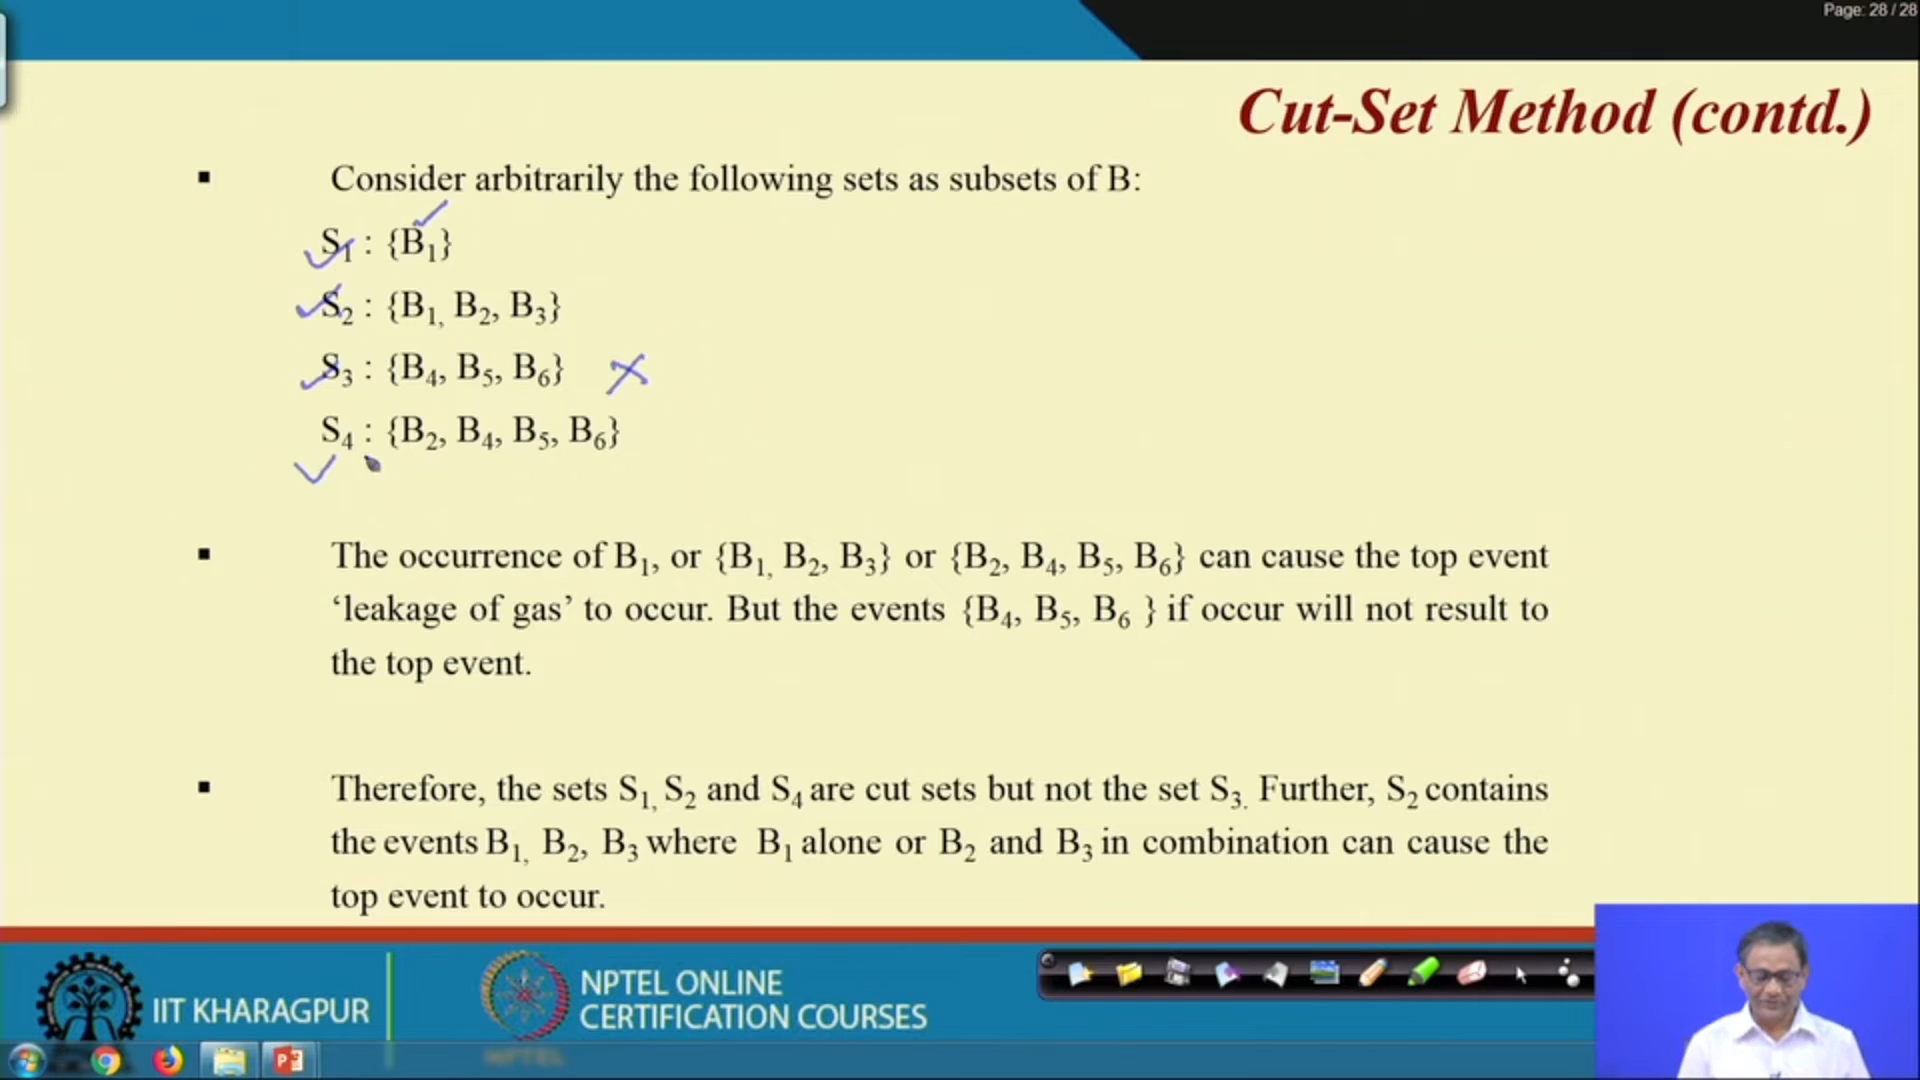 Page: 28 / 28
Cut-Set Method (contd.)
▪ Consider arbitrarily the following sets as subsets of B:
S₁ : {B₁}
S₂ : {B₁, B₂, B₃}
S₃ : {B₄, B₅, B₆}
S₄ : {B₂, B₄, B₅, B₆}
▪ The occurrence of B₁, or {B₁, B₂, B₃} or {B₂, B₄, B₅, B₆} can cause the top event
‘leakage of gas’ to occur. But the events {B₄, B₅, B₆ } if occur will not result to
the top event.
▪ Therefore, the sets S₁, S₂ and S₄ are cut sets but not the set S₃. Further, S₂ contains
the events B₁, B₂, B₃ where B₁ alone or B₂ and B₃ in combination can cause the
top event to occur.
IIT KHARAGPUR
NPTEL ONLINE
CERTIFICATION COURSES
NPTEL